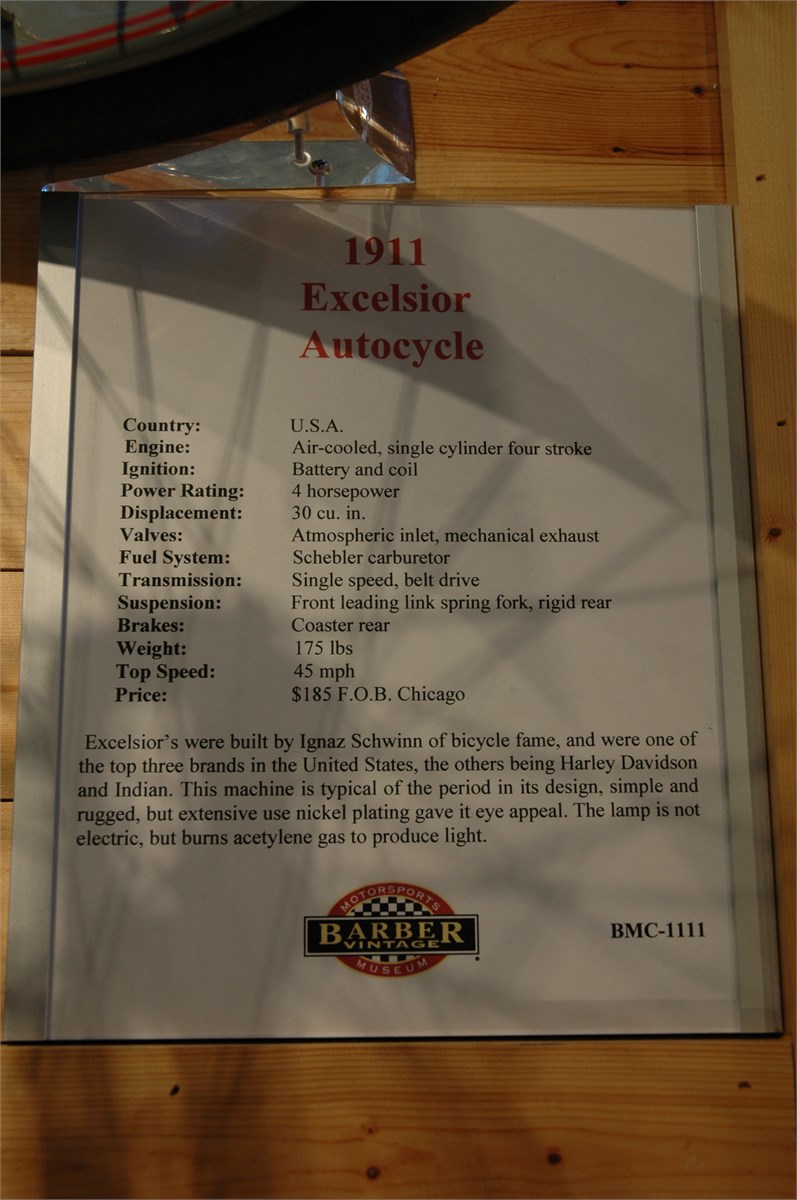 1911
Excelsior
Autocycle
Country: U.S.A.
Engine: Air-cooled, single cylinder four stroke
Ignition: Battery and coil
Power Rating: 4 horsepower
Displacement: 30 cu. in.
Valves: Atmospheric inlet, mechanical exhaust
Fuel System: Schebler carburetor
Transmission: Single speed, belt drive
Suspension: Front leading link spring fork, rigid rear
Brakes: Coaster rear
Weight: 175 lbs
Top Speed: 45 mph
Price: $185 F.O.B. Chicago
Excelsior's were built by Ignaz Schwinn of bicycle fame, and were one of
the top three brands in the United States, the others being Harley Davidson
and Indian. This machine is typical of the period in its design, simple and
rugged, but extensive use nickel plating gave it eye appeal. The lamp is not
electric, but burns acetylene gas to produce light.
MOTORSPORTS
BARBER
VINTAGE
MUSEUM
BMC-1111